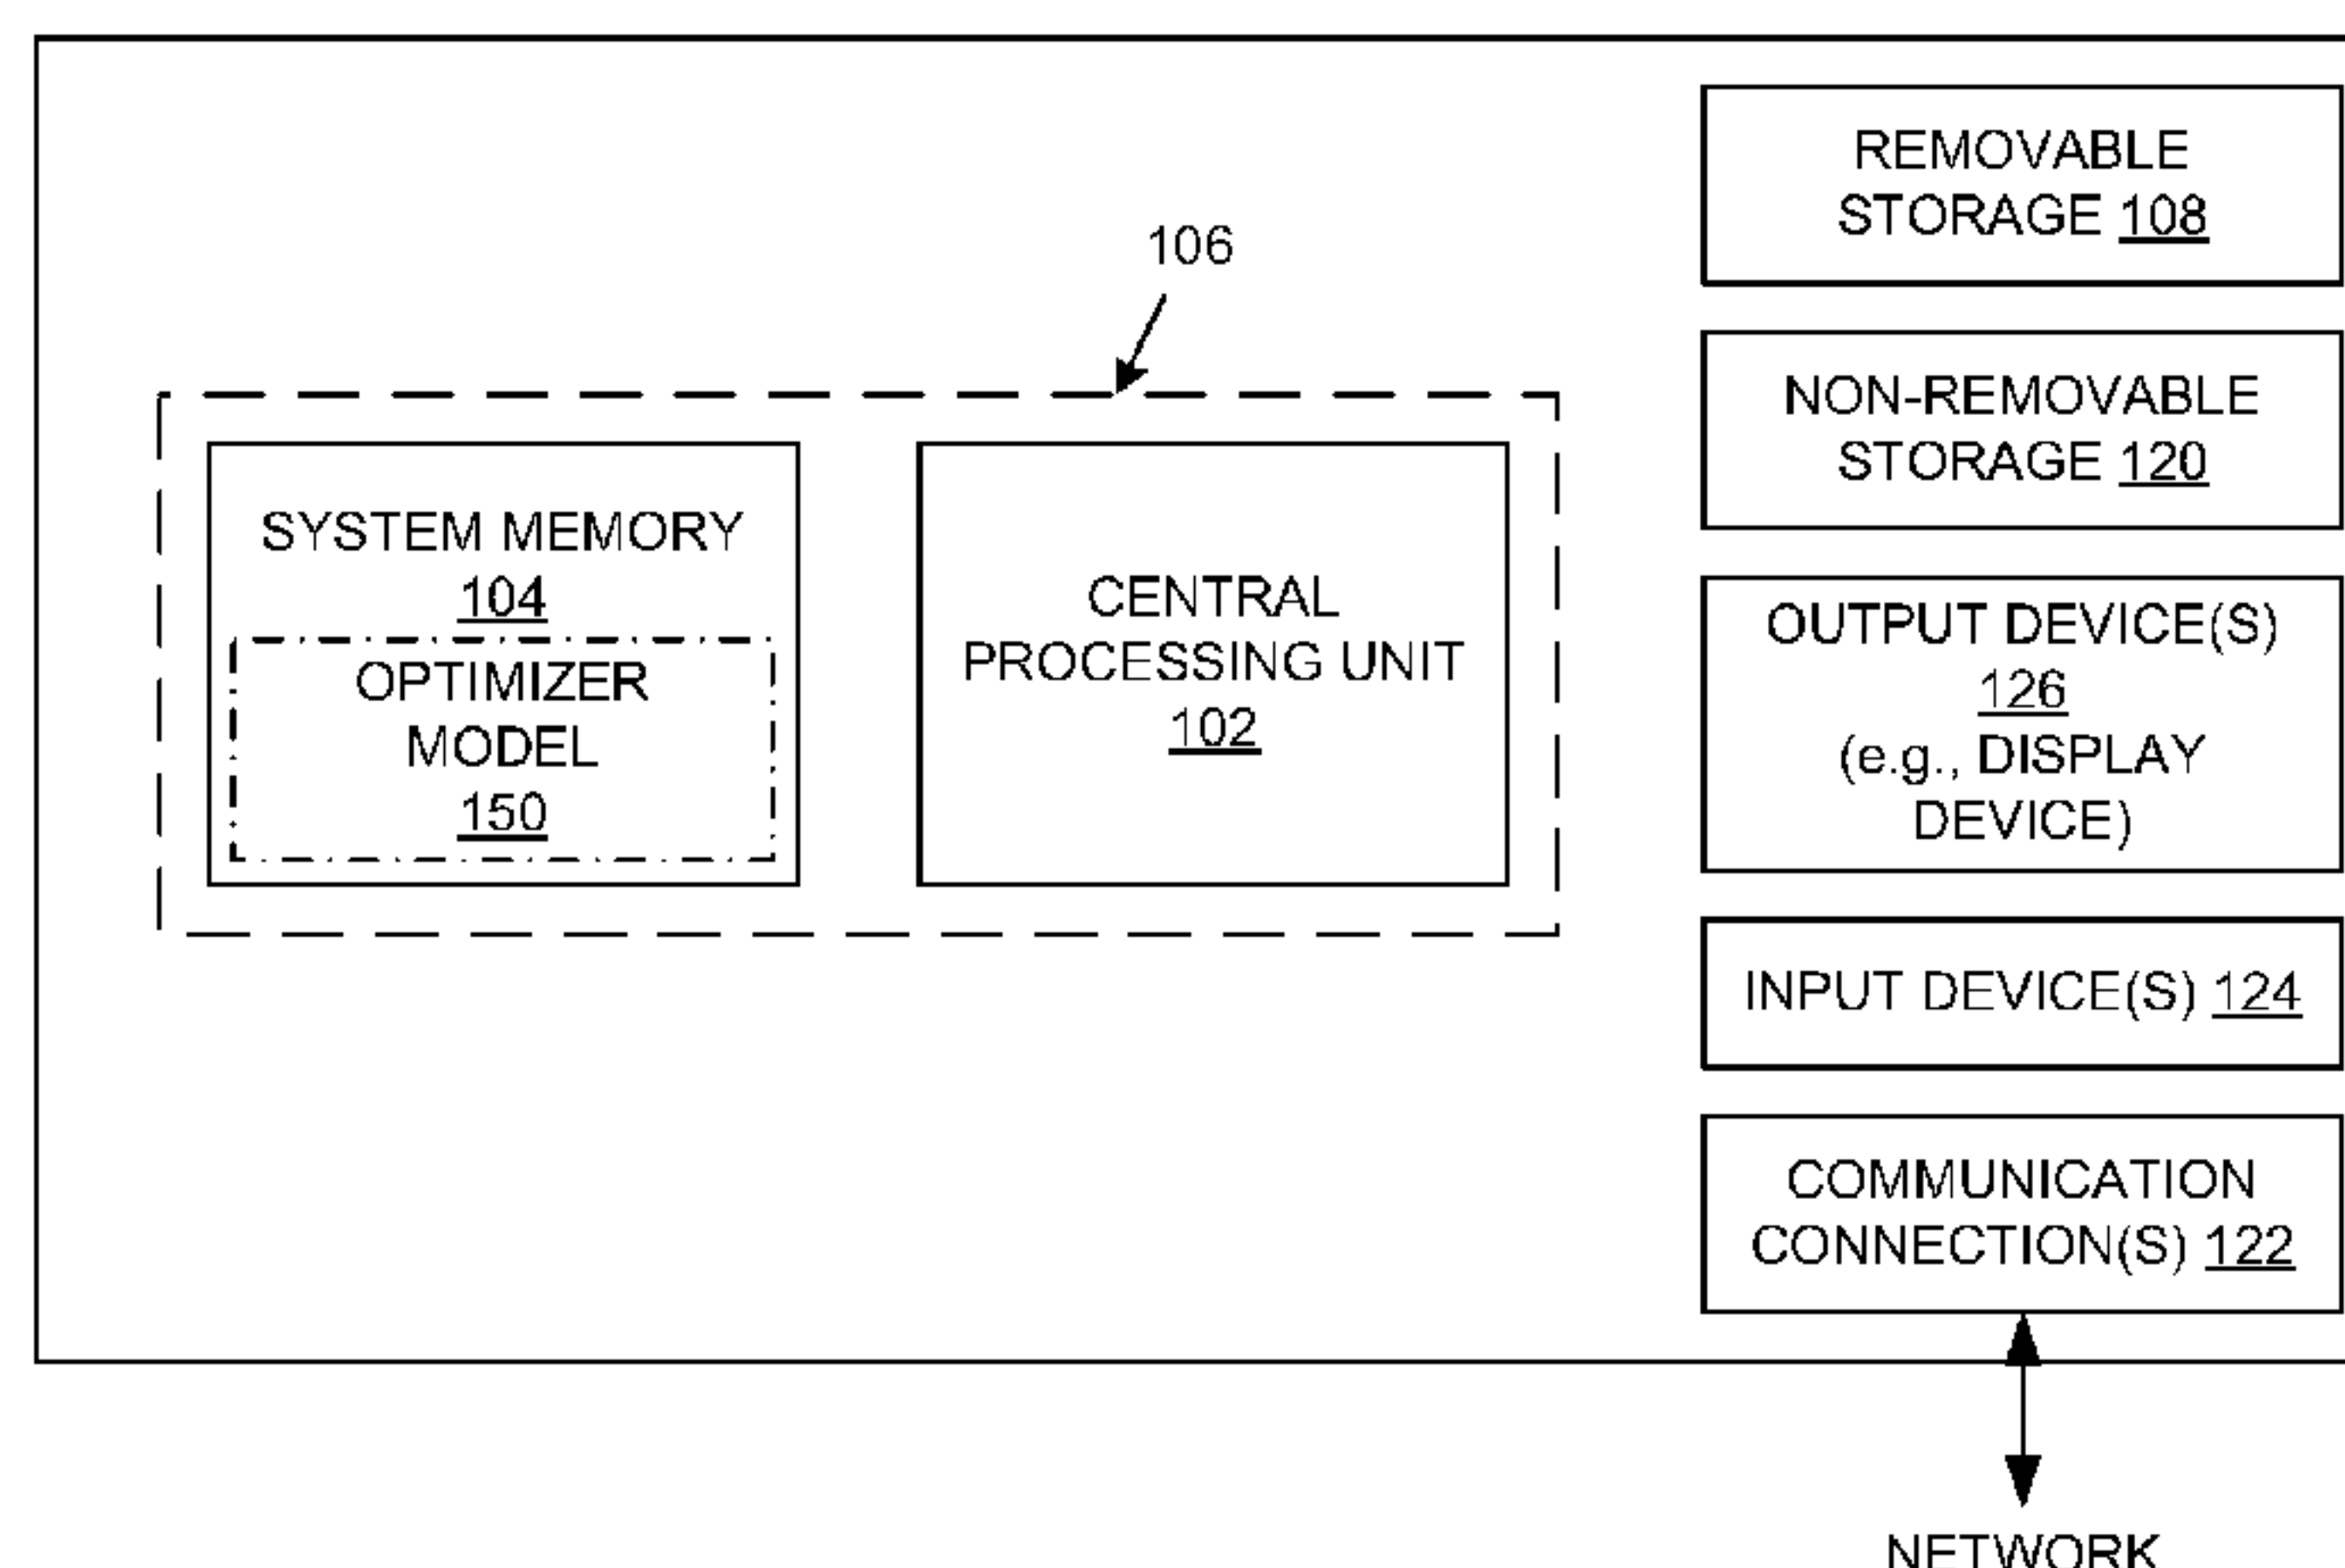 106
SYSTEM MEMORY
104
OPTIMIZER
MODEL
150
CENTRAL
PROCESSING UNIT
102
REMOVABLE
STORAGE 108
NON-REMOVABLE
STORAGE 120
OUTPUT DEVICE(S)
126
(e.g., DISPLAY
DEVICE)
INPUT DEVICE(S) 124
COMMUNICATION
CONNECTION(S) 122
NETWORK